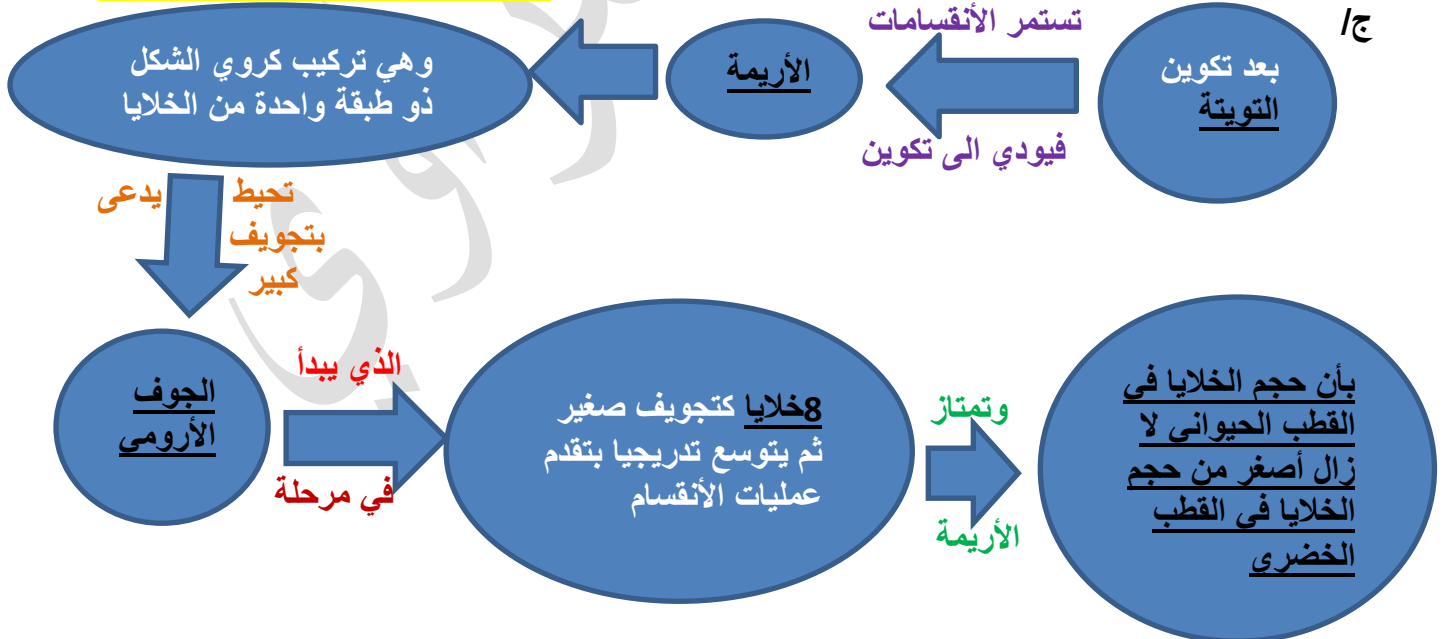 ج/
بعد تكوين
التويتة
تستمر الأنقسامات
فيودي الى تكوين
الأريمة
وهي تركيب كروي الشكل
ذو طبقة واحدة من الخلايا
تحيط
بتجويف
كبير
يدعى
الجوف
الأرومي
الذي يبدأ
في مرحلة
8خلايا كتجويف صغير
ثم يتوسع تدريجيا بتقدم
عمليات الأنقسام
وتمتاز
الأريمة
بأن حجم الخلايا في
القطب الحيواني لا
زال أصغر من حجم
الخلايا في القطب
الخضري